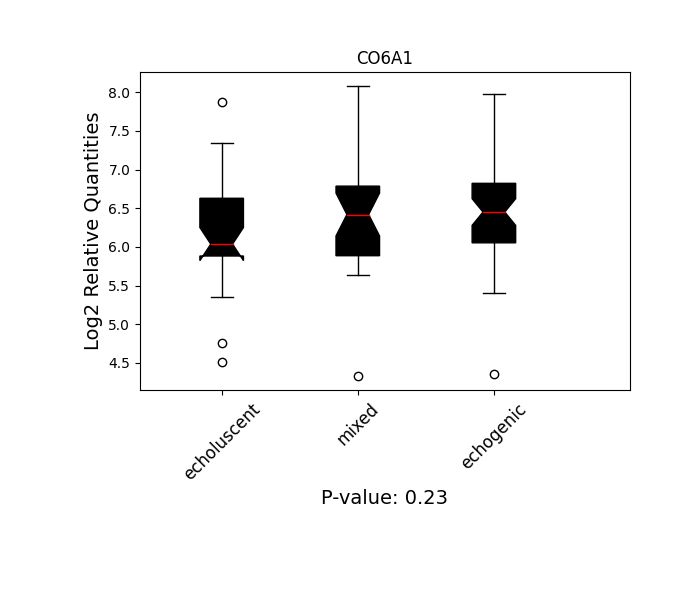 CO6A1
Log2 Relative Quantities
8.0
7.5
7.0
6.5
6.0
5.5
5.0
4.5
echoluscent
mixed
echogenic
P-value: 0.23